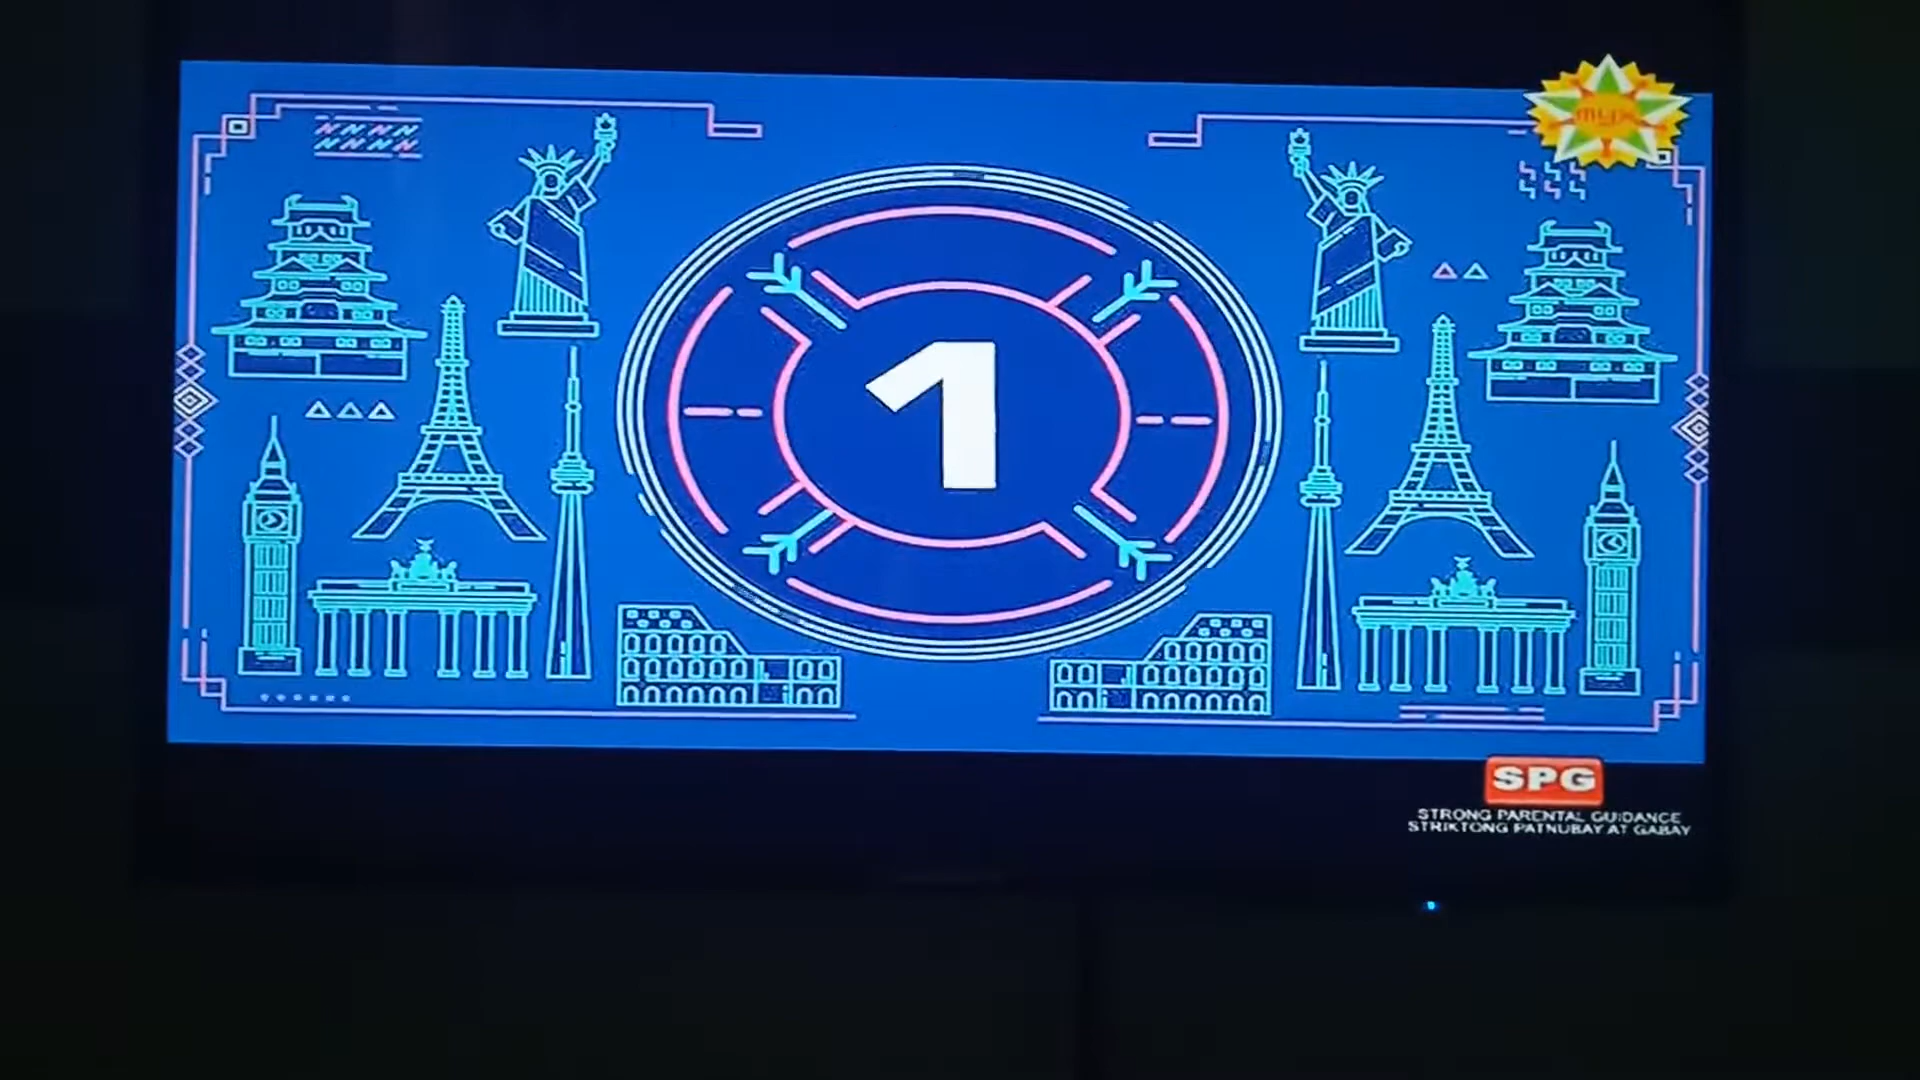 1
SPG
STRONG PARENTAL GUIDANCE
STRIKTONG PATNUBAY AT GABAY